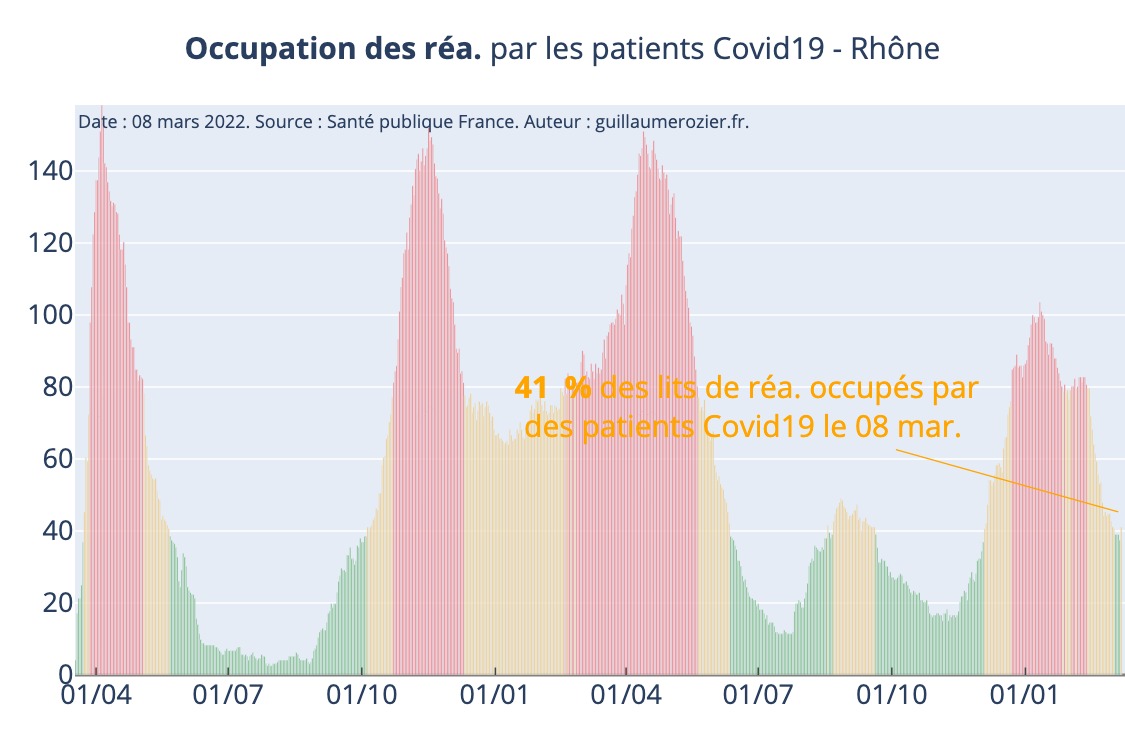 Occupation des réa. par les patients Covid19 - Rhône
Date : 08 mars 2022. Source : Santé publique France. Auteur : guillaumerozier.fr.
140
120
100
80
60
40
20
0
41 % des lits de réa. occupés par
des patients Covid19 le 08 mar.
01/04 01/07 01/10 01/01 01/04 01/07 01/10 01/01